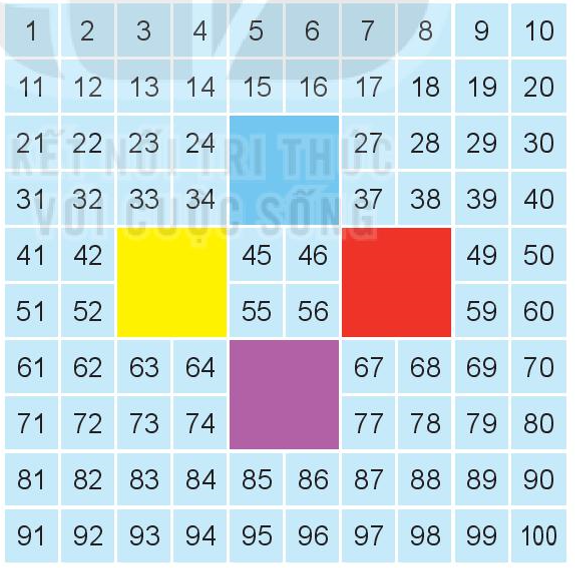 1 2 3 4 5 6 7 8 9 10
11 12 13 14 15 16 17 18 19 20
21 22 23 24 27 28 29 30
KẾT NỐI TRI THỨC
31 32 33 34 37 38 39 40
VỚI CUỘC SỐNG
41 42 45 46 49 50
51 52 55 56 59 60
61 62 63 64 67 68 69 70
71 72 73 74 77 78 79 80
81 82 83 84 85 86 87 88 89 90
91 92 93 94 95 96 97 98 99 100